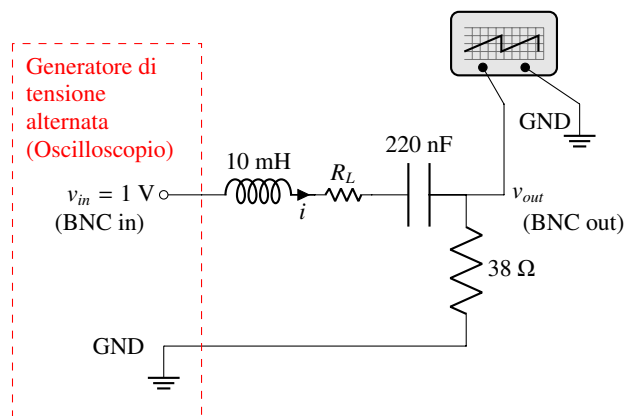 Generatore di
tensione
alternata
(Oscilloscopio)
GND
10 mH
R_L
220 nF
v_in = 1 V
(BNC in)
i
v_out
(BNC out)
38 Ω
GND